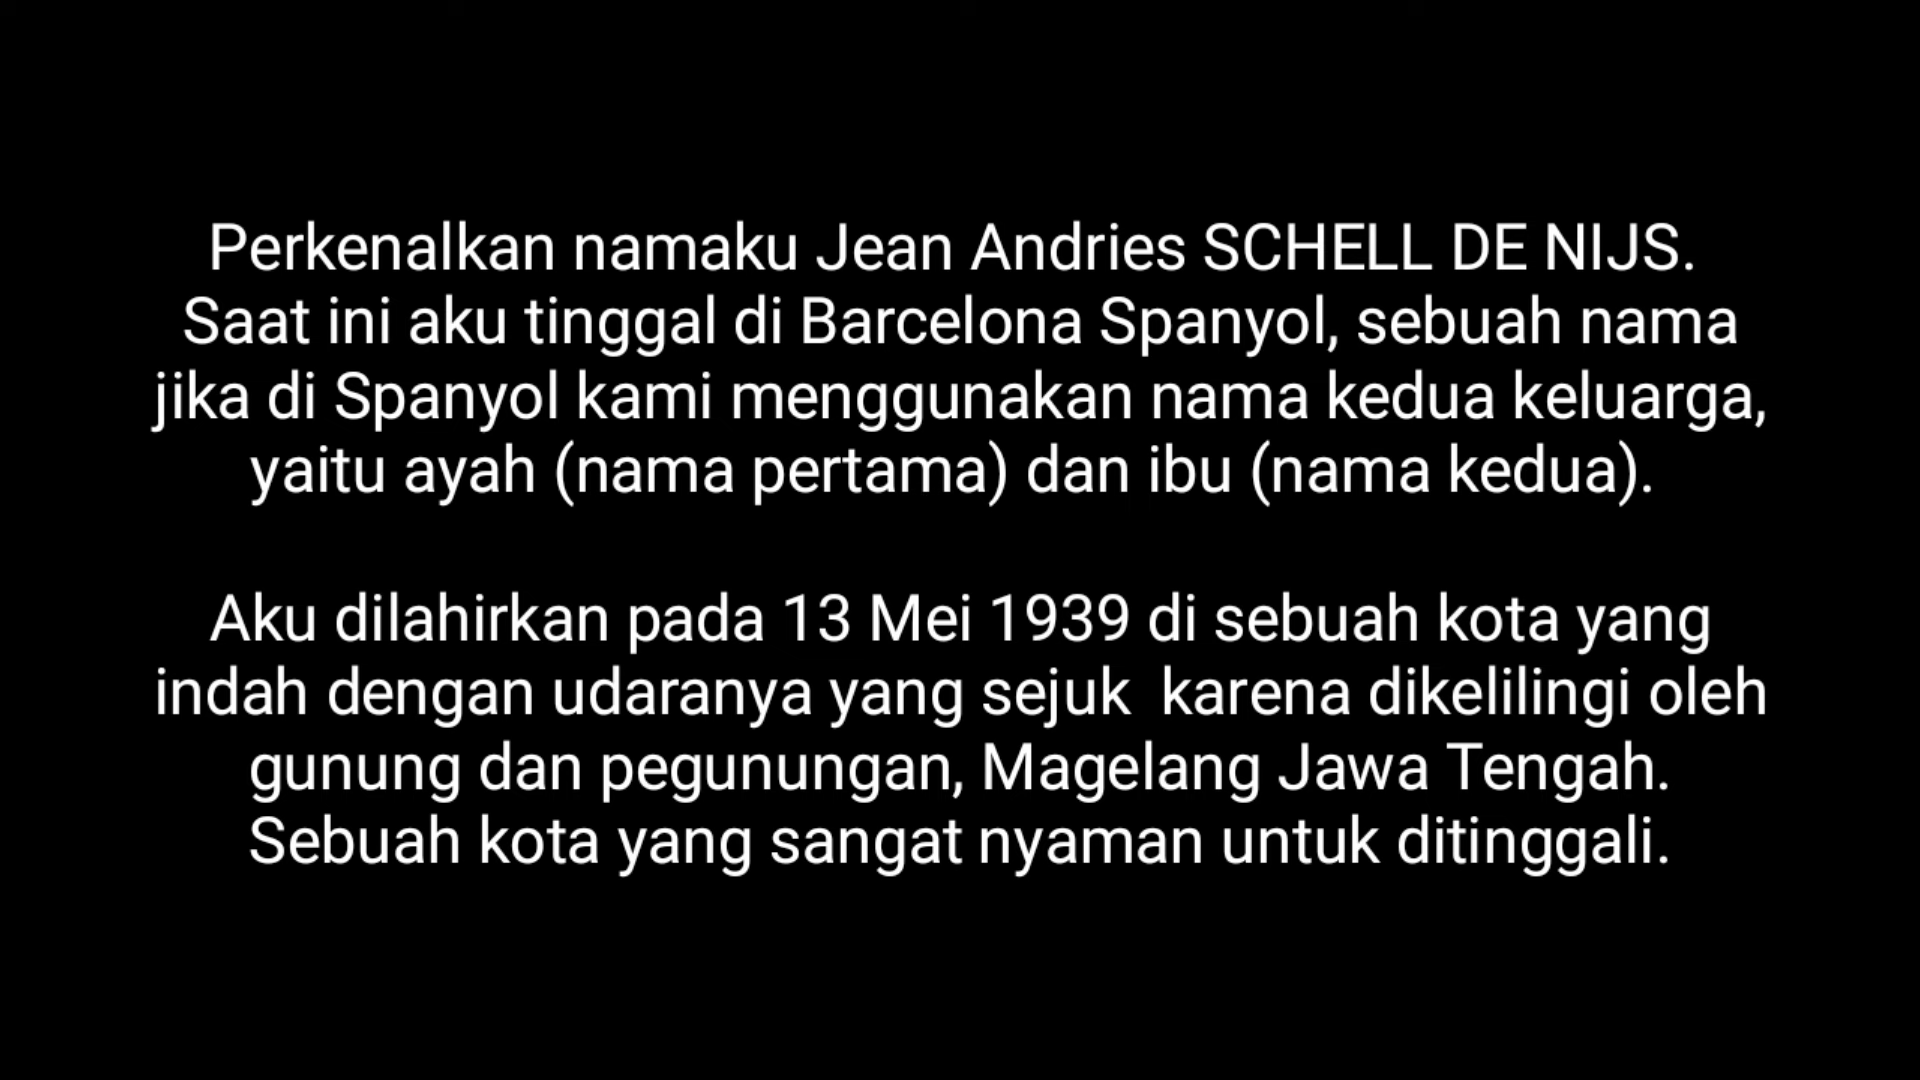 Perkenalkan namaku Jean Andries SCHELL DE NIJS.
Saat ini aku tinggal di Barcelona Spanyol, sebuah nama
jika di Spanyol kami menggunakan nama kedua keluarga,
yaitu ayah (nama pertama) dan ibu (nama kedua).
Aku dilahirkan pada 13 Mei 1939 di sebuah kota yang
indah dengan udaranya yang sejuk  karena dikelilingi oleh
gunung dan pegunungan, Magelang Jawa Tengah.
Sebuah kota yang sangat nyaman untuk ditinggali.